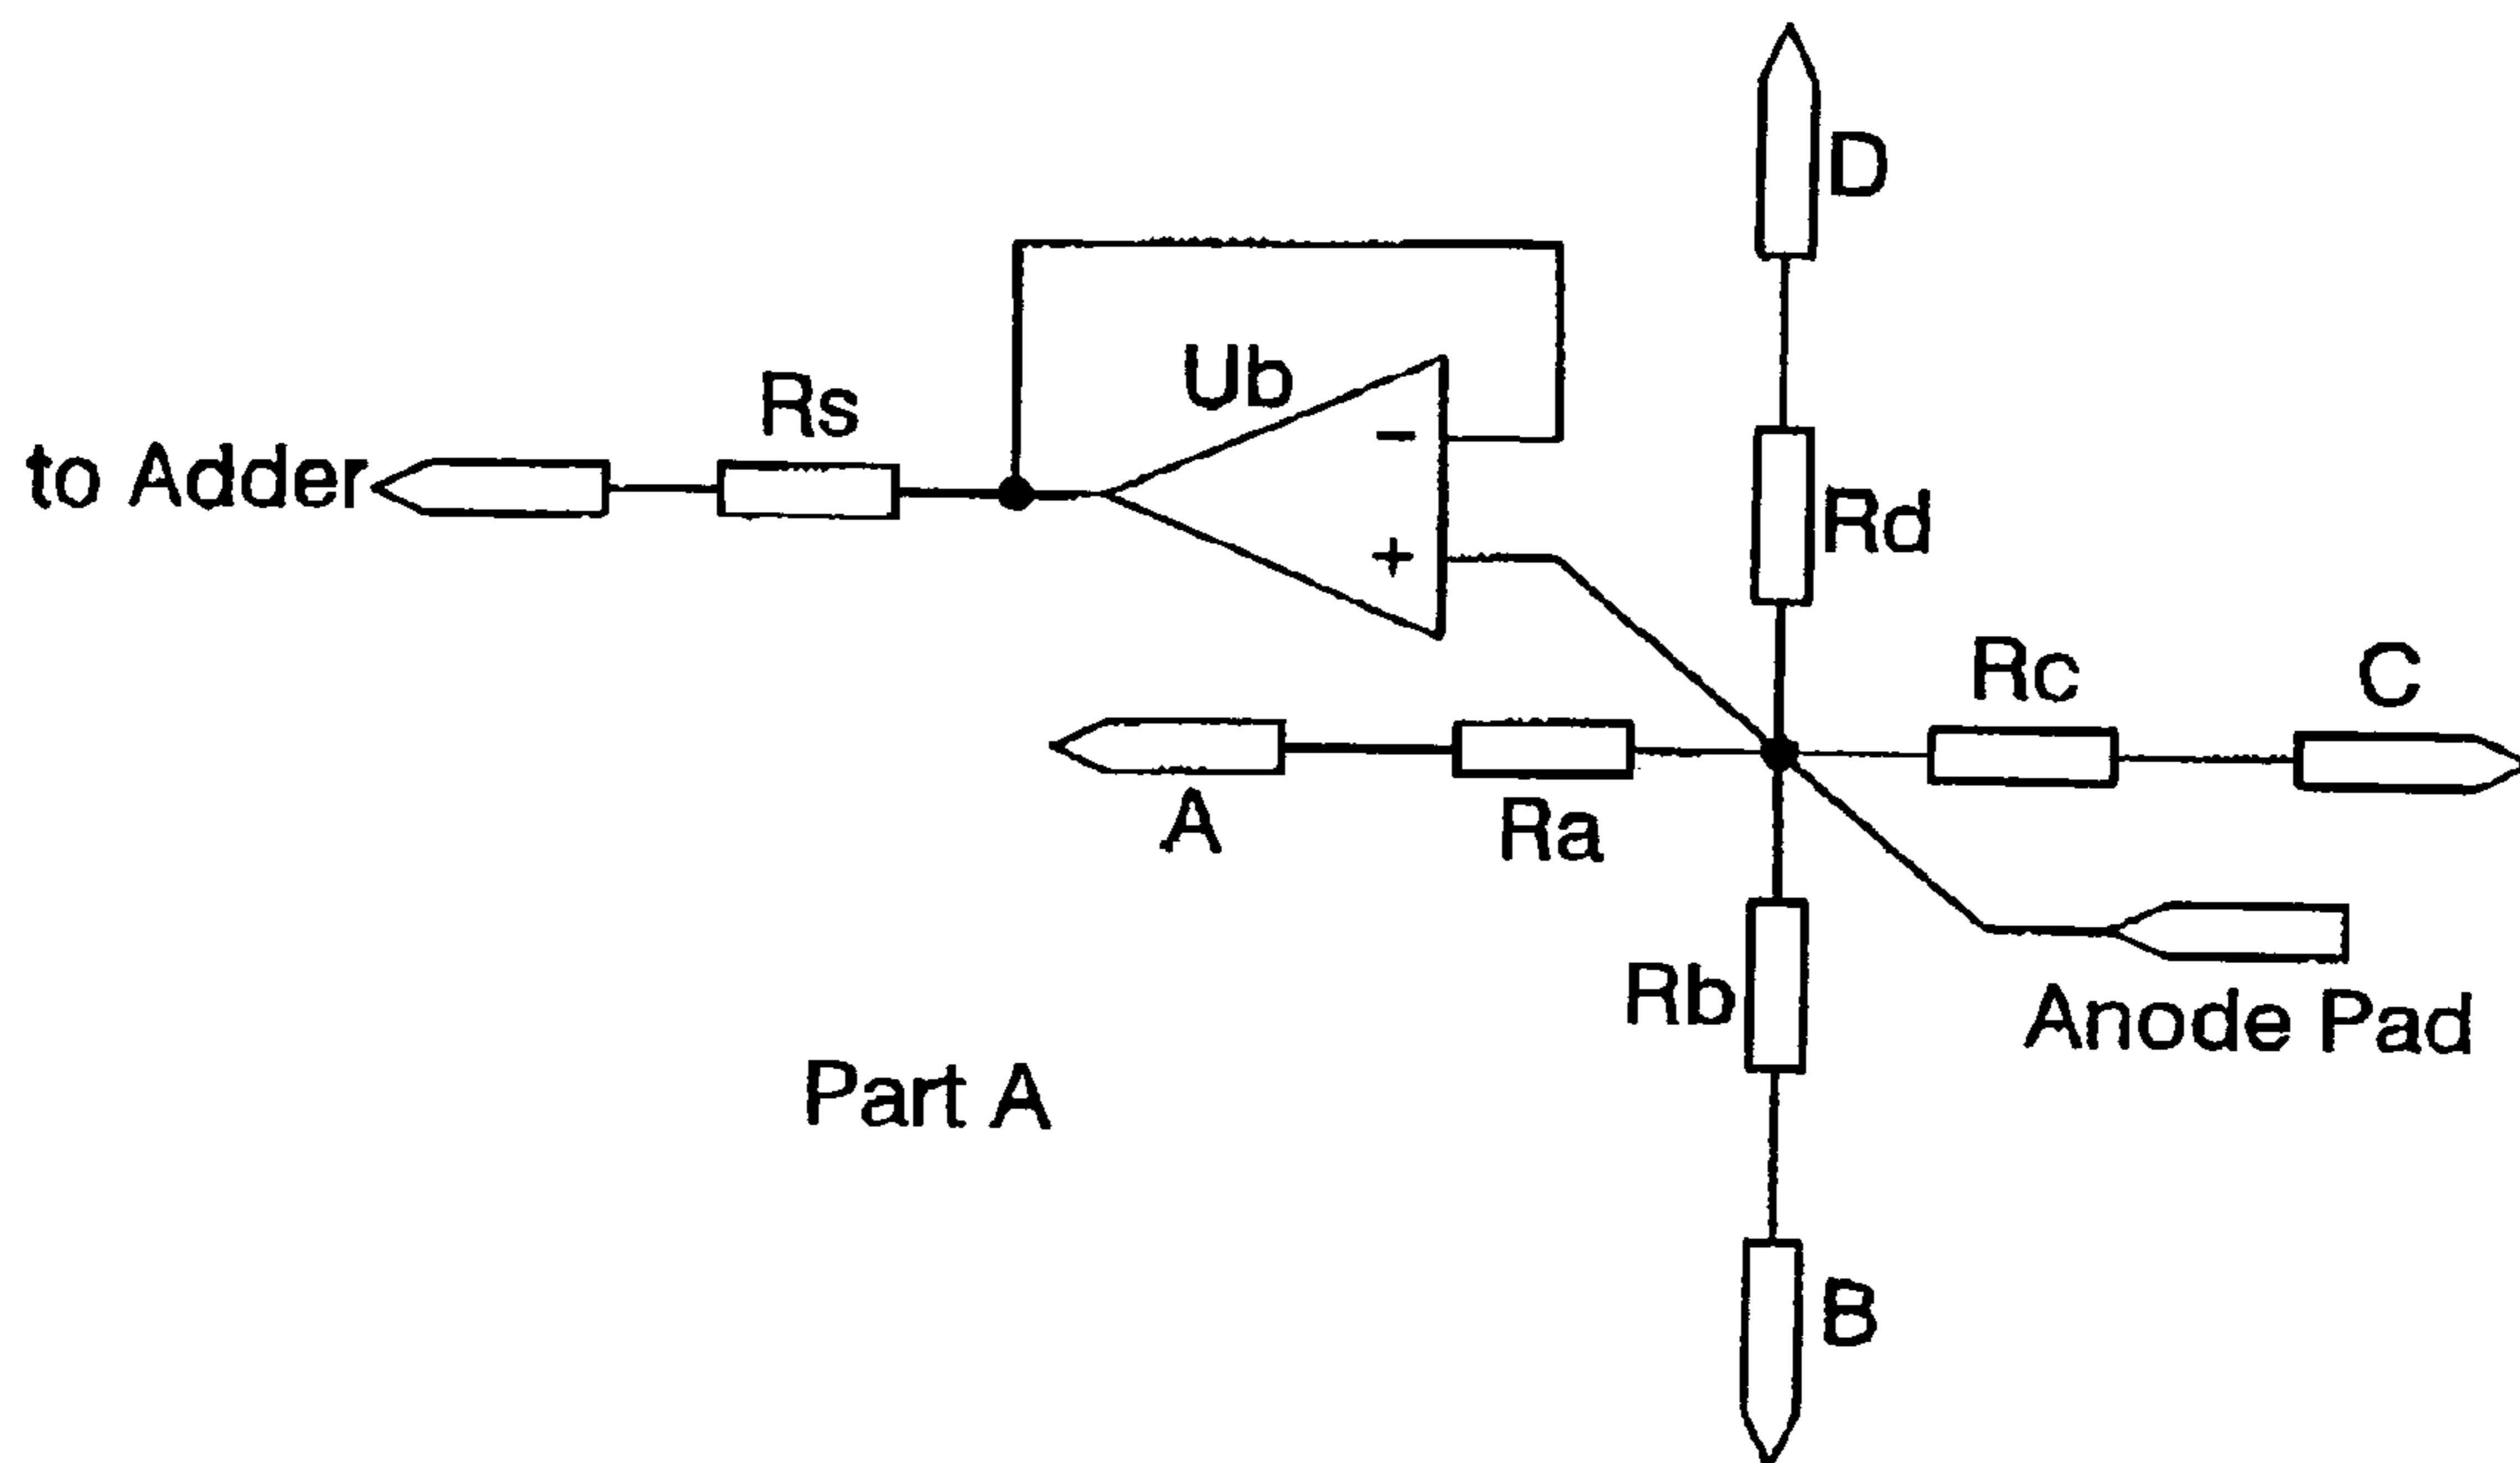 D
Ub
Rs
−
to Adder
Rd
+
Rc
C
A
Ra
Rb
Anode Pad
Part A
B